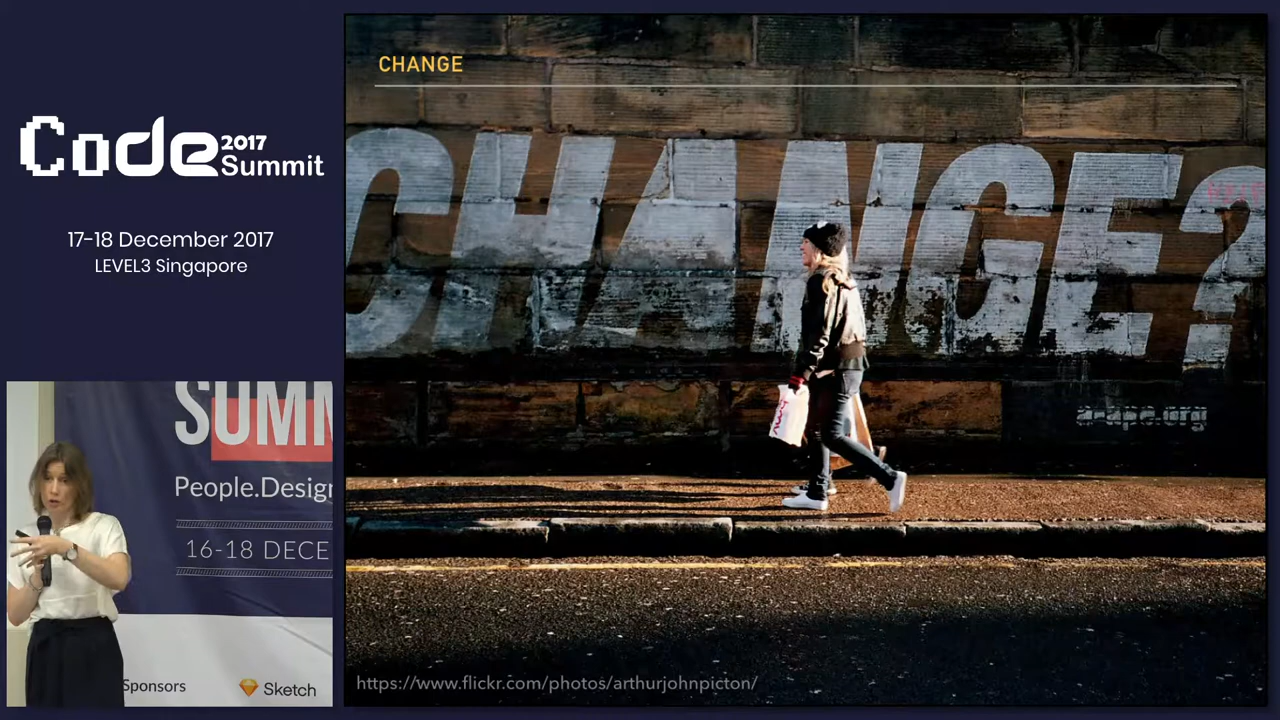 Code 2017 Summit
17-18 December 2017
LEVEL3 Singapore
SUMM
People.Design
16-18 DECE
Sponsors
Sketch
CHANGE
CHANGE?
https://www.flickr.com/photos/arthurjohnpicton/